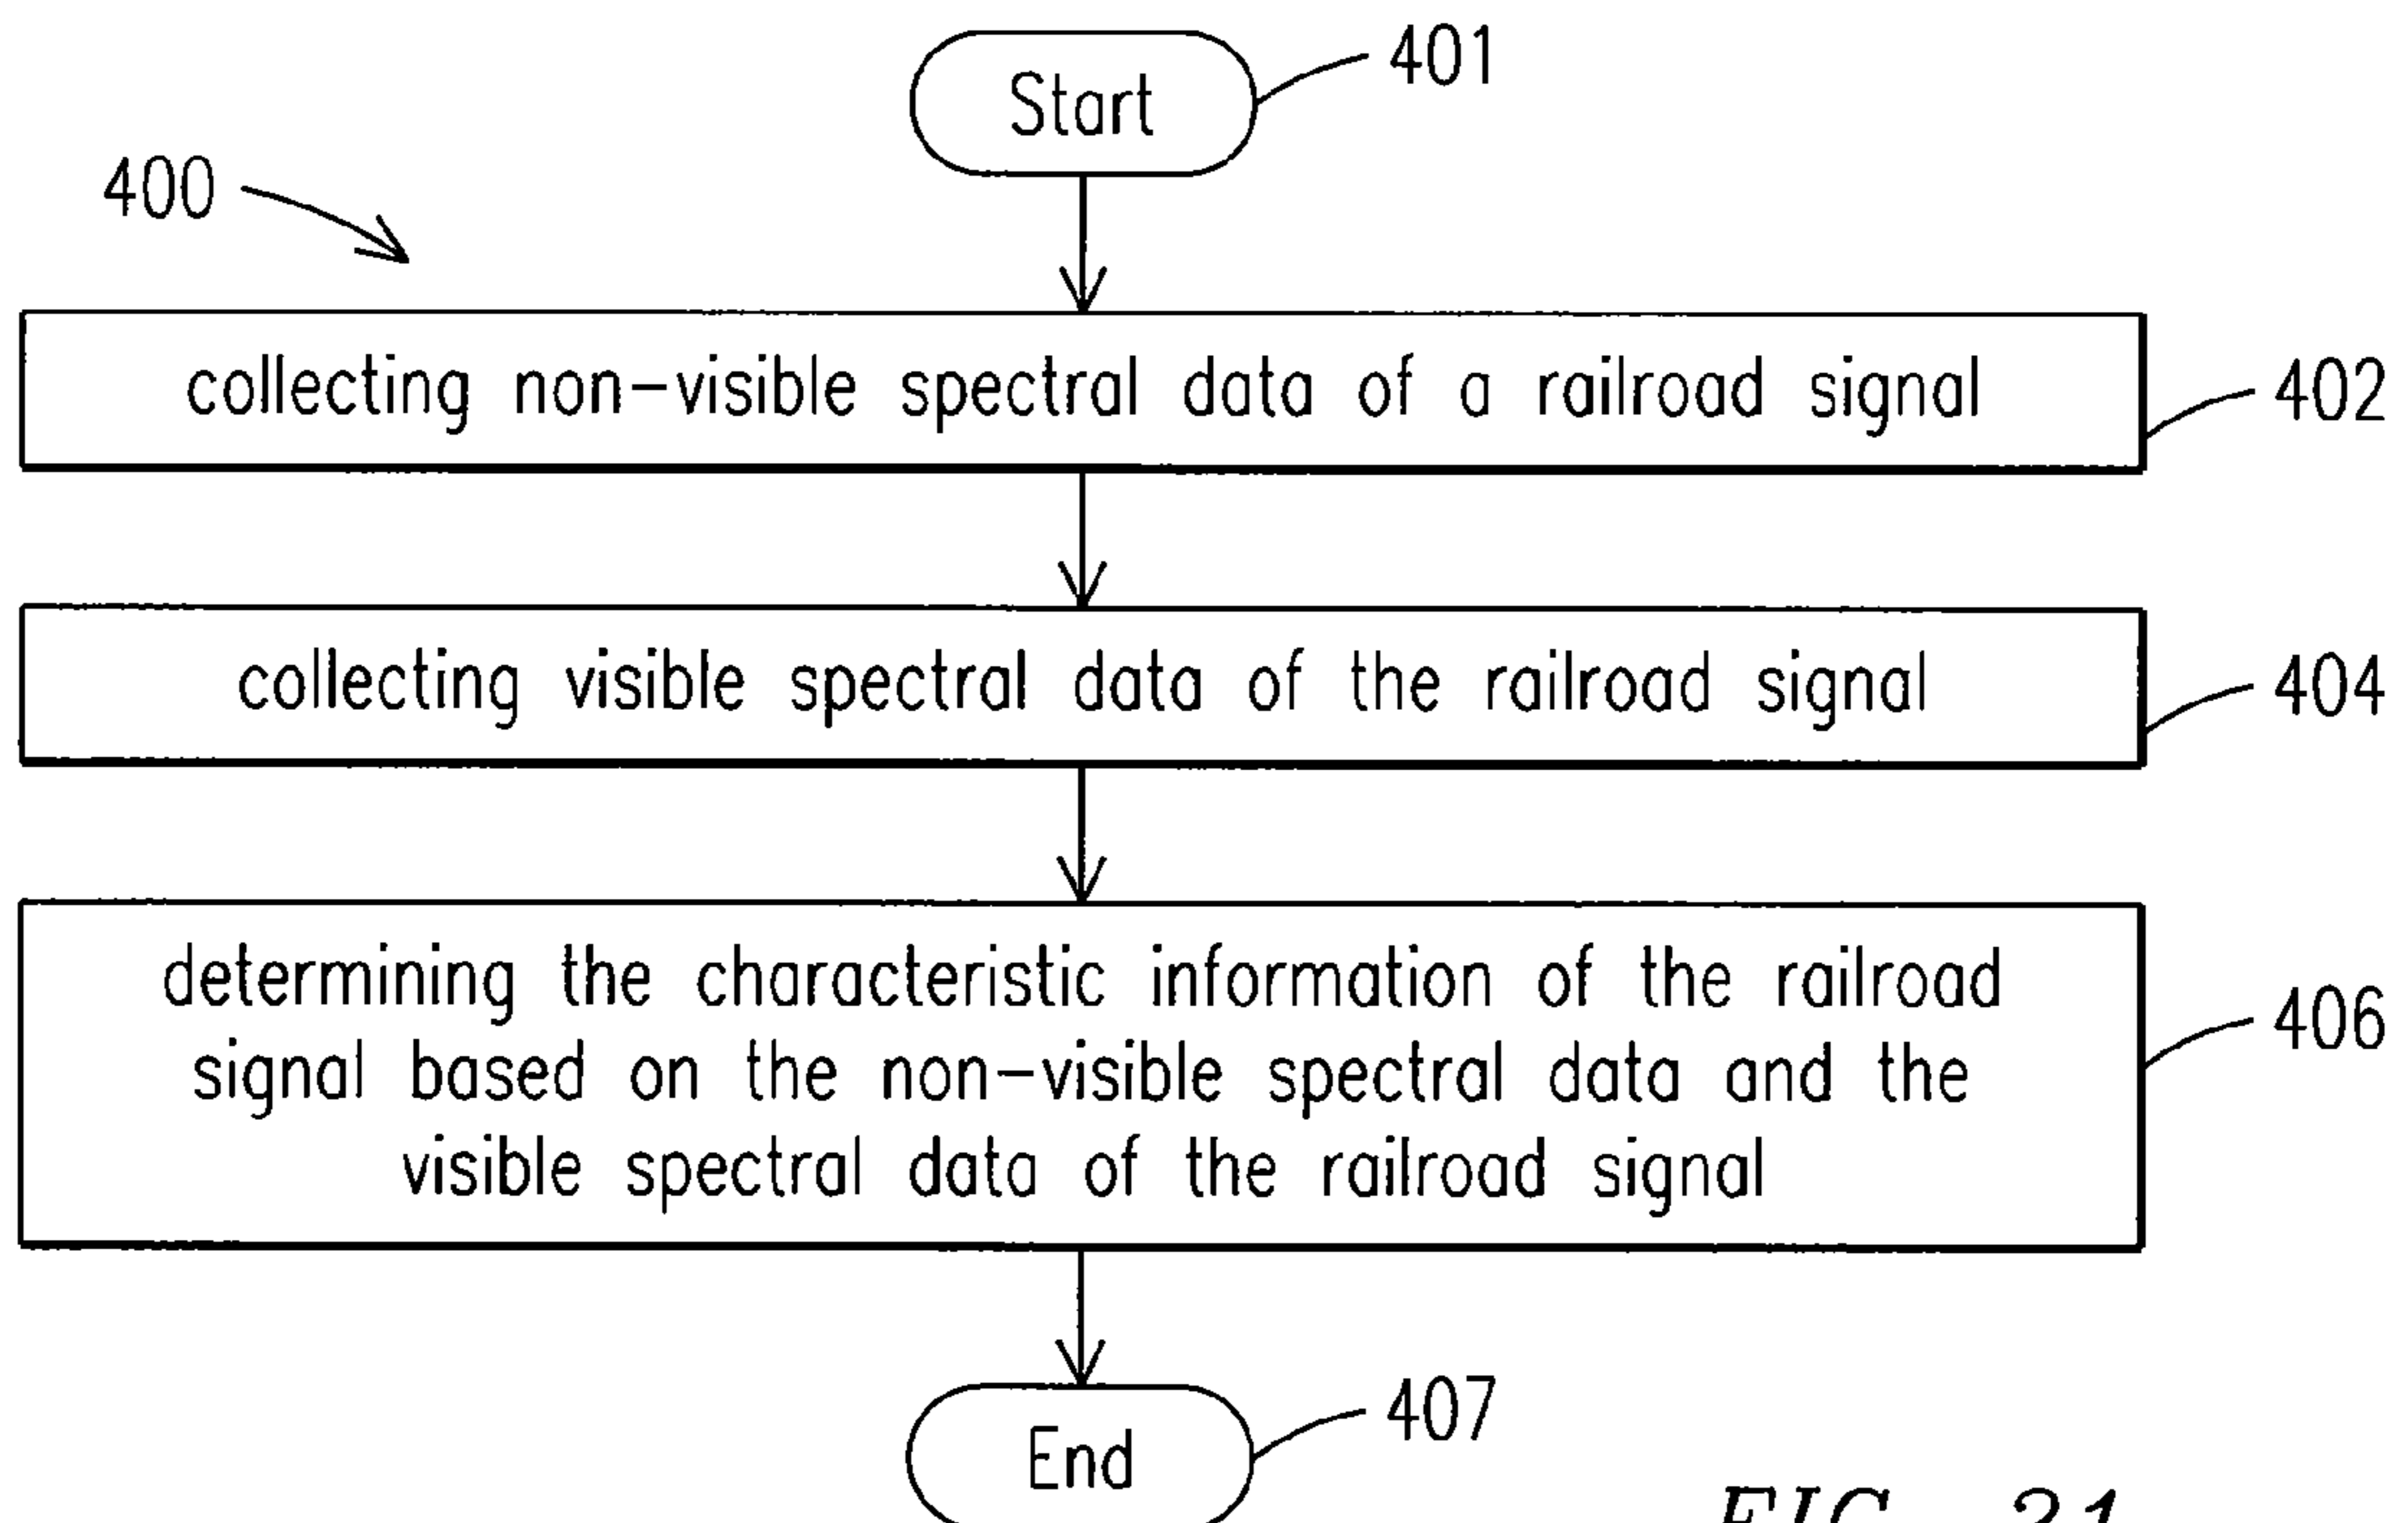 Start
401
400
collecting non-visible spectral data of a railroad signal
402
collecting visible spectral data of the railroad signal
404
determining the characteristic information of the railroad
signal based on the non-visible spectral data and the
visible spectral data of the railroad signal
406
End
407
FIG. 21